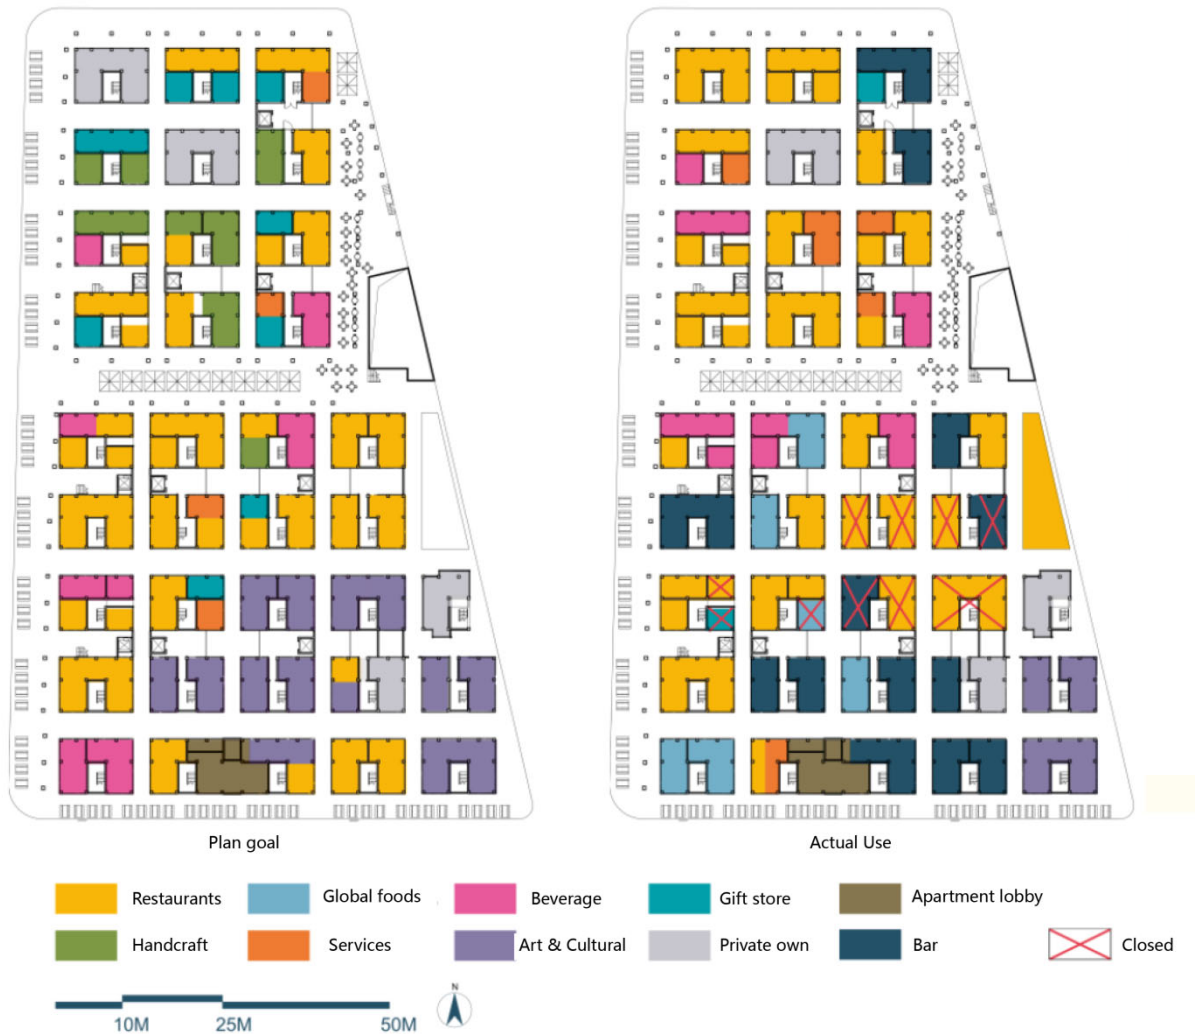 Plan goal
Actual Use
Restaurants
Global foods
Beverage
Gift store
Apartment lobby
Handcraft
Services
Art & Cultural
Private own
Bar
Closed
N
10M
25M
50M